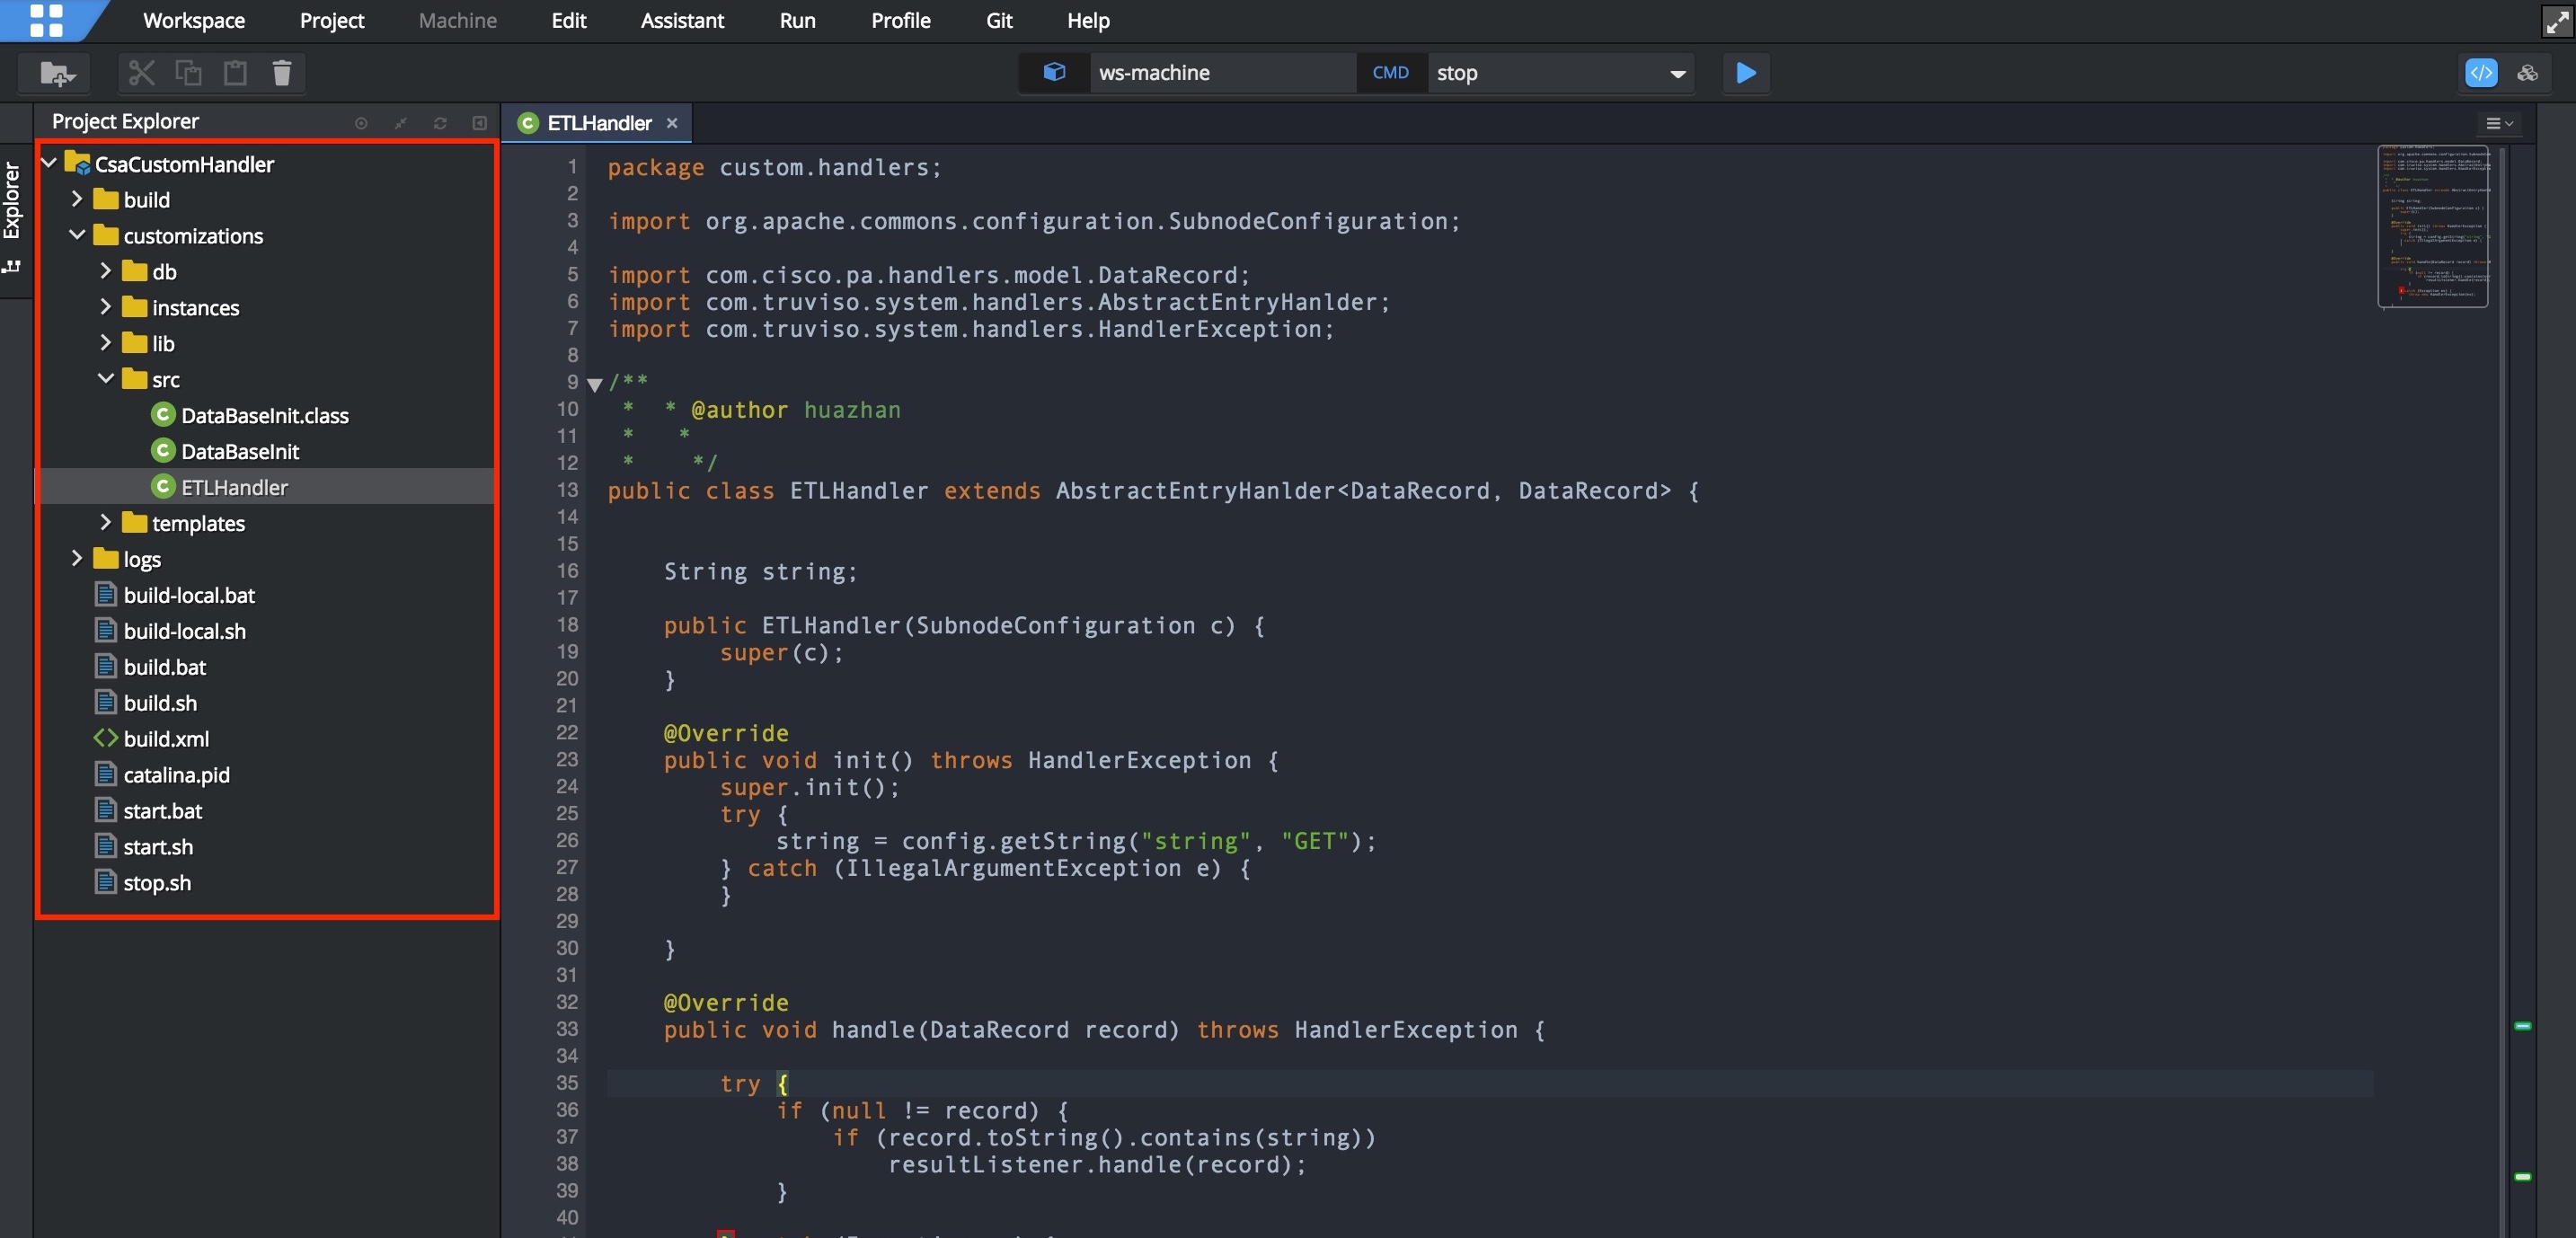 Workspace Project Machine Edit Assistant Run Profile Git Help
ws-machine CMD stop
Project Explorer
Explorer
CsaCustomHandler
build
customizations
db
instances
lib
src
DataBaseInit.class
DataBaseInit
ETLHandler
templates
logs
build-local.bat
build-local.sh
build.bat
build.sh
build.xml
catalina.pid
start.bat
start.sh
stop.sh
ETLHandler
1 package custom.handlers;
2
3 import org.apache.commons.configuration.SubnodeConfiguration;
4
5 import com.cisco.pa.handlers.model.DataRecord;
6 import com.truviso.system.handlers.AbstractEntryHanlder;
7 import com.truviso.system.handlers.HandlerException;
8
9 /**
10 * * @author huazhan
11 * *
12 * */
13 public class ETLHandler extends AbstractEntryHanlder<DataRecord, DataRecord> {
14
15
16 String string;
17
18 public ETLHandler(SubnodeConfiguration c) {
19 super(c);
20 }
21
22 @Override
23 public void init() throws HandlerException {
24 super.init();
25 try {
26 string = config.getString("string", "GET");
27 } catch (IllegalArgumentException e) {
28 }
29
30 }
31
32 @Override
33 public void handle(DataRecord record) throws HandlerException {
34
35 try {
36 if (null != record) {
37 if (record.toString().contains(string))
38 resultListener.handle(record);
39 }
40